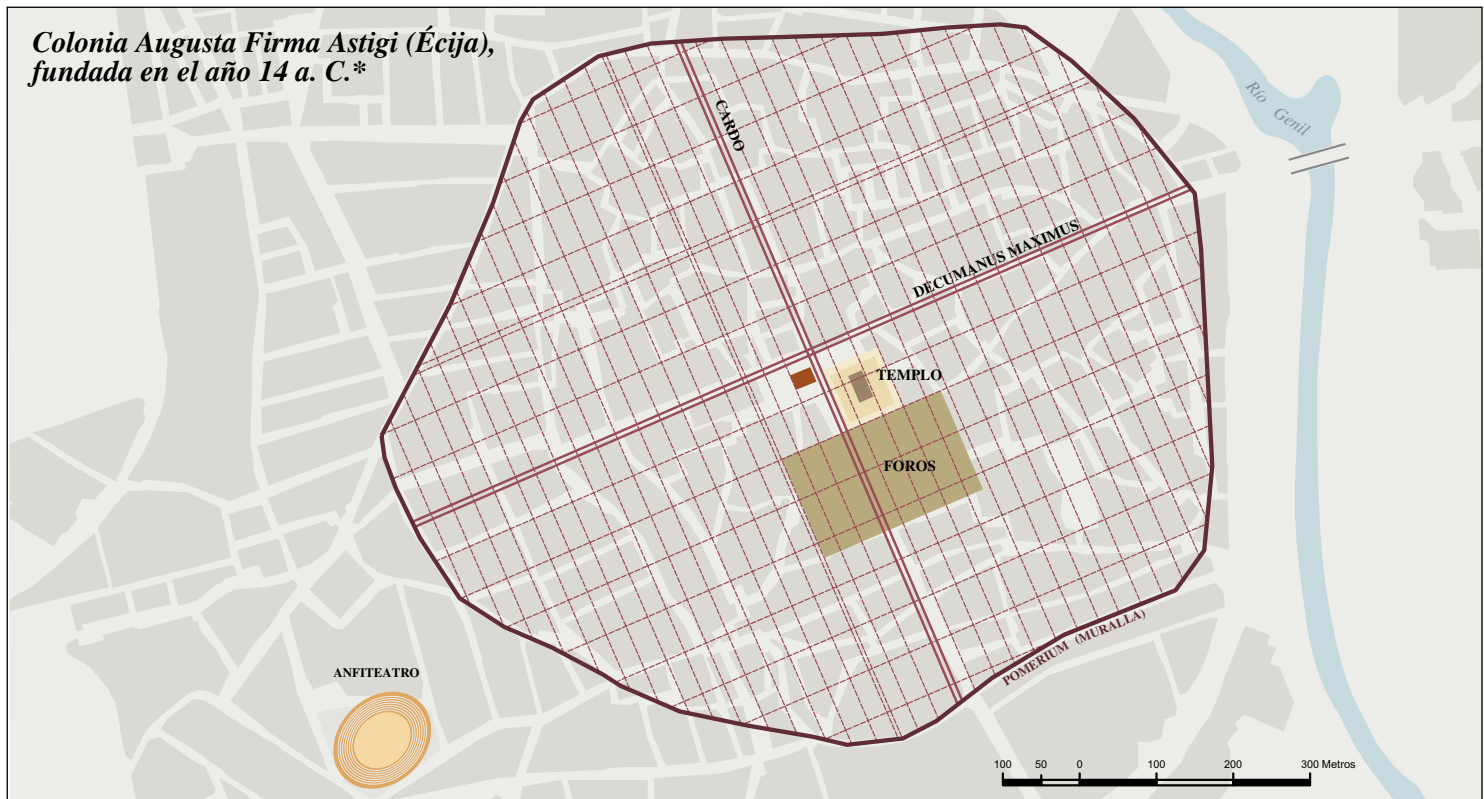 Colonia Augusta Firma Astigi (Écija),
fundada en el año 14 a. C.*
Río Genil
CARDO
DECUMANUS MAXIMUS
TEMPLO
FOROS
POMERIUM (MURALLA)
ANFITEATRO
100 50 0 100 200 300 Metros